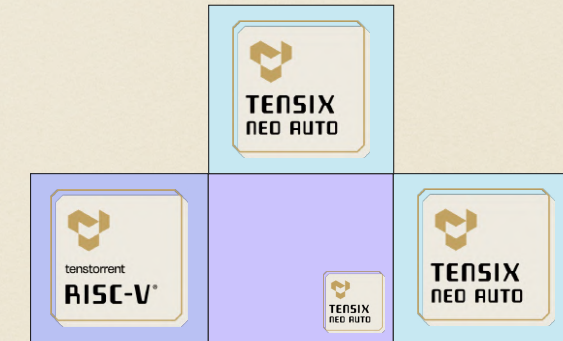 TENSIX
NEO AUTO
tenstorrent
RISC-V®
TENSIX
NEO AUTO
TENSIX
NEO AUTO